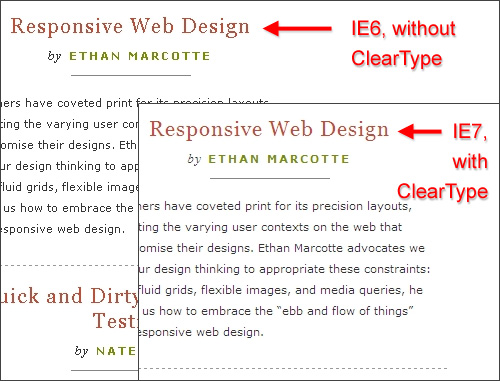 Responsive Web Design
by ETHAN MARCOTTE
IE6, without
ClearType
ners have coveted print for its precision layouts,
ting the varying user con
omise their designs. Eth
ur design thinking to app
fluid grids, flexible image
us how to embrace the
esponsive web design.
uick and Dirty
Test
by NATE
Responsive Web Design
by ETHAN MARCOTTE
IE7,
with
ClearType
ners have coveted print for its precision layouts,
ting the varying user contexts on the web that
omise their designs. Ethan Marcotte advocates we
ur design thinking to appropriate these constraints:
fluid grids, flexible images, and media queries, he
us how to embrace the “ebb and flow of things”
esponsive web design.